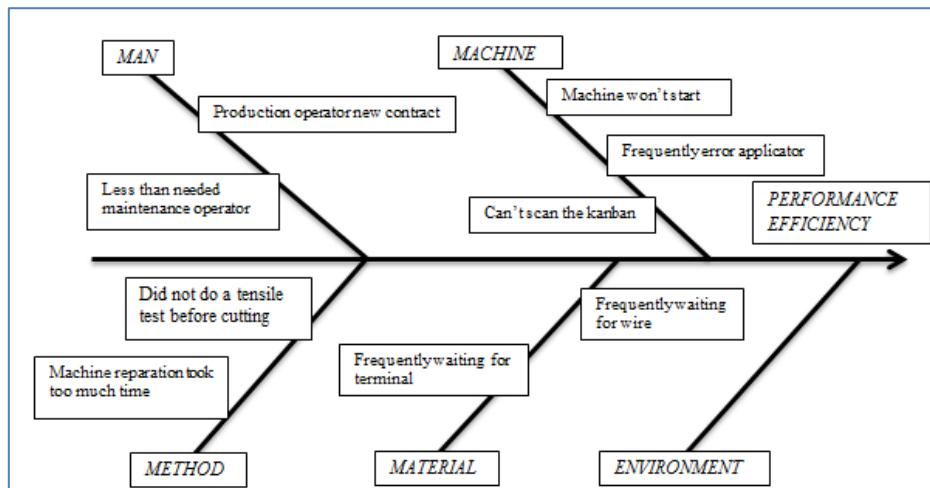 MAN
MACHINE
Machine won't start
Production operator new contract
Frequently error applicator
Less than needed
maintenance operator
Can't scan the kanban
PERFORMANCE
EFFICIENCY
Did not do a tensile
test before cutting
Frequently waiting
for wire
Machine reparation took
too much time
Frequently waiting for
terminal
METHOD
MATERIAL
ENVIRONMENT